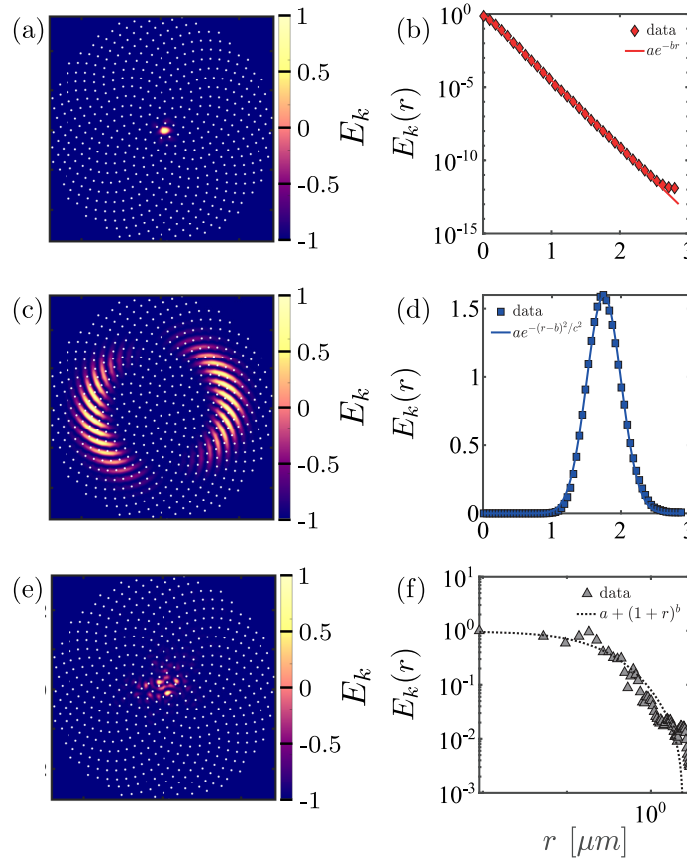 (a)
1
0.5
0
-0.5
-1
E_k
(b)
10^0
10^-5
10^-10
10^-15
E_k(r)
data
ae^{-br}
0 1 2 3
(c)
1
0.5
0
-0.5
-1
E_k
(d)
1.5
1
0.5
0
E_k(r)
data
ae^{-(r-b)^2/c^2}
0 1 2 3
(e)
1
0.5
0
-0.5
-1
E_k
(f)
10^1
10^0
10^-1
10^-2
10^-3
E_k(r)
data
a + (1 + r)^b
10^0
r [μm]